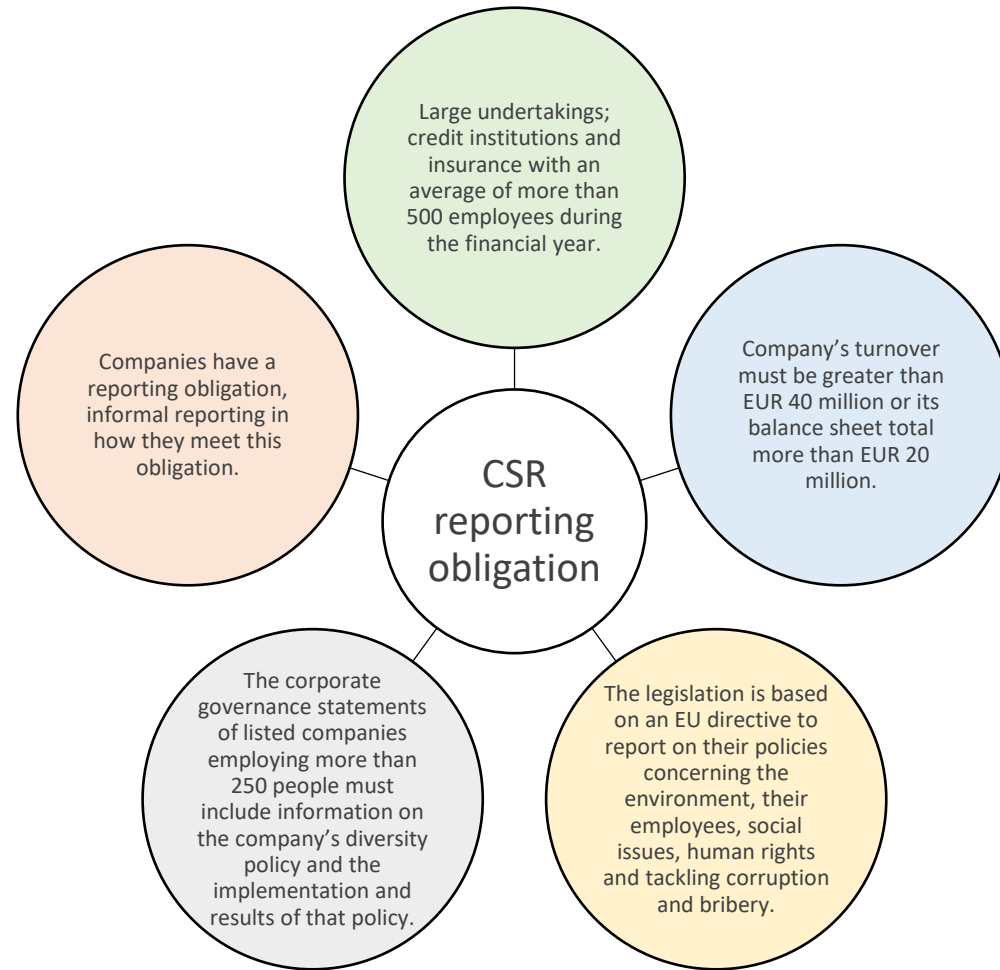 Large undertakings;
credit institutions and
insurance with an
average of more than
500 employees during
the financial year.
Companies have a
reporting obligation,
informal reporting in
how they meet this
obligation.
Company’s turnover
must be greater than
EUR 40 million or its
balance sheet total
more than EUR 20
million.
CSR
reporting
obligation
The corporate
governance statements
of listed companies
employing more than
250 people must
include information on
the company’s diversity
policy and the
implementation and
results of that policy.
The legislation is based
on an EU directive to
report on their policies
concerning the
environment, their
employees, social
issues, human rights
and tackling corruption
and bribery.